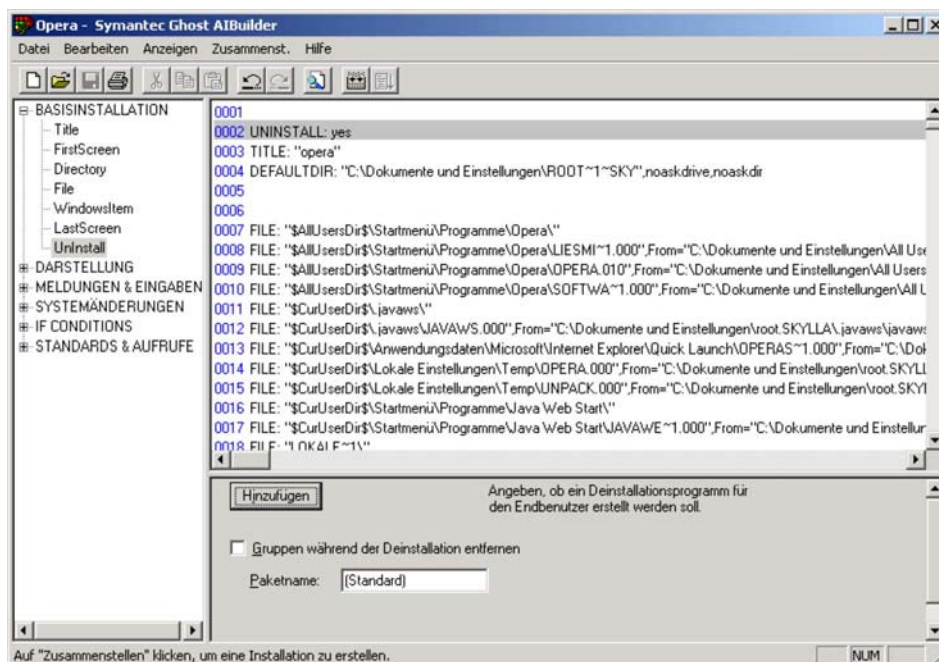 Opera - Symantec Ghost AIBuilder
Datei Bearbeiten Anzeigen Zusammenst. Hilfe
BASISINSTALLATION
Title
FirstScreen
Directory
File
WindowsItem
LastScreen
UnInstall
DARSTELLUNG
MELDUNGEN & EINGABEN
SYSTEMÄNDERUNGEN
IF CONDITIONS
STANDARDS & AUFRUFE
0001
0002 UNINSTALL: yes
0003 TITLE: "opera"
0004 DEFAULTDIR: "C:\Dokumente und Einstellungen\ROOT~1~SKY",noaskdrive,noaskdir
0005
0006
0007 FILE: "$AllUsersDir$\Startmenü\Programme\Opera\"
0008 FILE: "$AllUsersDir$\Startmenü\Programme\Opera\LIESMI~1.000",From="C:\Dokumente und Einstellungen\All Use
0009 FILE: "$AllUsersDir$\Startmenü\Programme\Opera\OPERA.010",From="C:\Dokumente und Einstellungen\All Users
0010 FILE: "$AllUsersDir$\Startmenü\Programme\Opera\SOFTWA~1.000",From="C:\Dokumente und Einstellungen\All U
0011 FILE: "$CurUserDir$\.javaws\"
0012 FILE: "$CurUserDir$\.javaws\JAVAWS.000",From="C:\Dokumente und Einstellungen\root.SKYLLA\.javaws\javaws
0013 FILE: "$CurUserDir$\Anwendungsdaten\Microsoft\Internet Explorer\Quick Launch\OPERAS~1.000",From="C:\Dok
0014 FILE: "$CurUserDir$\Lokale Einstellungen\Temp\OPERA.000",From="C:\Dokumente und Einstellungen\root.SKYLL
0015 FILE: "$CurUserDir$\Lokale Einstellungen\Temp\UNPACK.000",From="C:\Dokumente und Einstellungen\root.SKYI
0016 FILE: "$CurUserDir$\Startmenü\Programme\Java Web Start\"
0017 FILE: "$CurUserDir$\Startmenü\Programme\Java Web Start\JAVAWE~1.000",From="C:\Dokumente und Einstellur
0018 FILE: "LOKALE~1\"
Hinzufügen
Angeben, ob ein Deinstallationsprogramm für
den Endbenutzer erstellt werden soll.
Gruppen während der Deinstallation entfernen
Paketname: (Standard)
Auf "Zusammenstellen" klicken, um eine Installation zu erstellen.
NUM